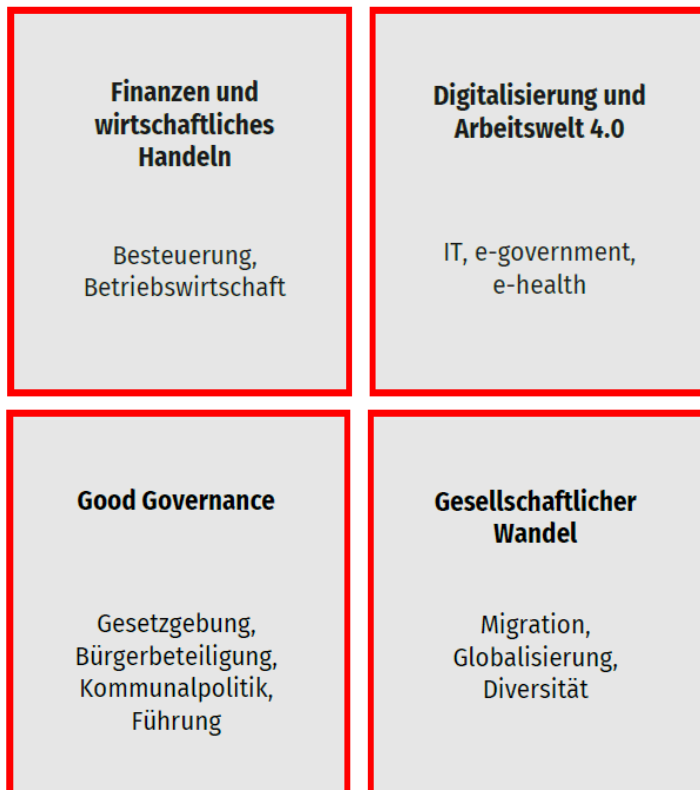 Finanzen und
wirtschaftliches
Handeln
Besteuerung,
Betriebswirtschaft
Digitalisierung und
Arbeitswelt 4.0
IT, e-government,
e-health
Good Governance
Gesetzgebung,
Bürgerbeteiligung,
Kommunalpolitik,
Führung
Gesellschaftlicher
Wandel
Migration,
Globalisierung,
Diversität